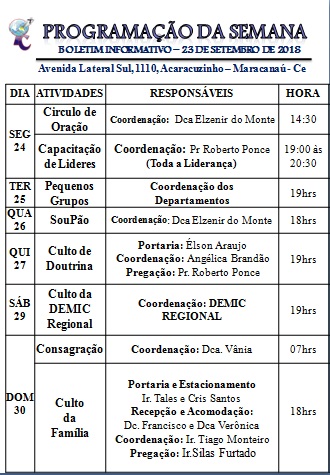 PROGRAMAÇÃO DA SEMANA
BOLETIM INFORMATIVO – 23 DE SETEMBRO DE 2018
Avenida Lateral Sul, 1110, Acaracuzinho – Maracanaú - Ce
DIA ATIVIDADES RESPONSÁVEIS HORA
SEG 24
Circulo de Oração
Coordenação: Dca Elzenir do Monte
14:30
Capacitação de Lideres
Coordenação: Pr Roberto Ponce
(Toda a Liderança)
19:00 às 20:30
TER 25
Pequenos Grupos
Coordenação dos Departamentos
19hrs
QUA 26
SouPão
Coordenação: Dca Elzenir do Monte
18hrs
QUI 27
Culto de Doutrina
Portaria: Élson Araujo
Coordenação: Angélica Brandão
Pregação: Pr. Roberto Ponce
19hrs
SÁB 29
Culto da DEMIC Regional
Coordenação: DEMIC REGIONAL
19hrs
DOM 30
Consagração
Coordenação: Dca. Vânia
07hrs
Culto da Família
Portaria e Estacionamento
Ir. Tales e Cris Santos
Recepção e Acomodação:
Dc. Francisco e Dca Verônica
Coordenação: Ir. Tiago Monteiro
Pregação: Ir.Silas Furtado
18hrs